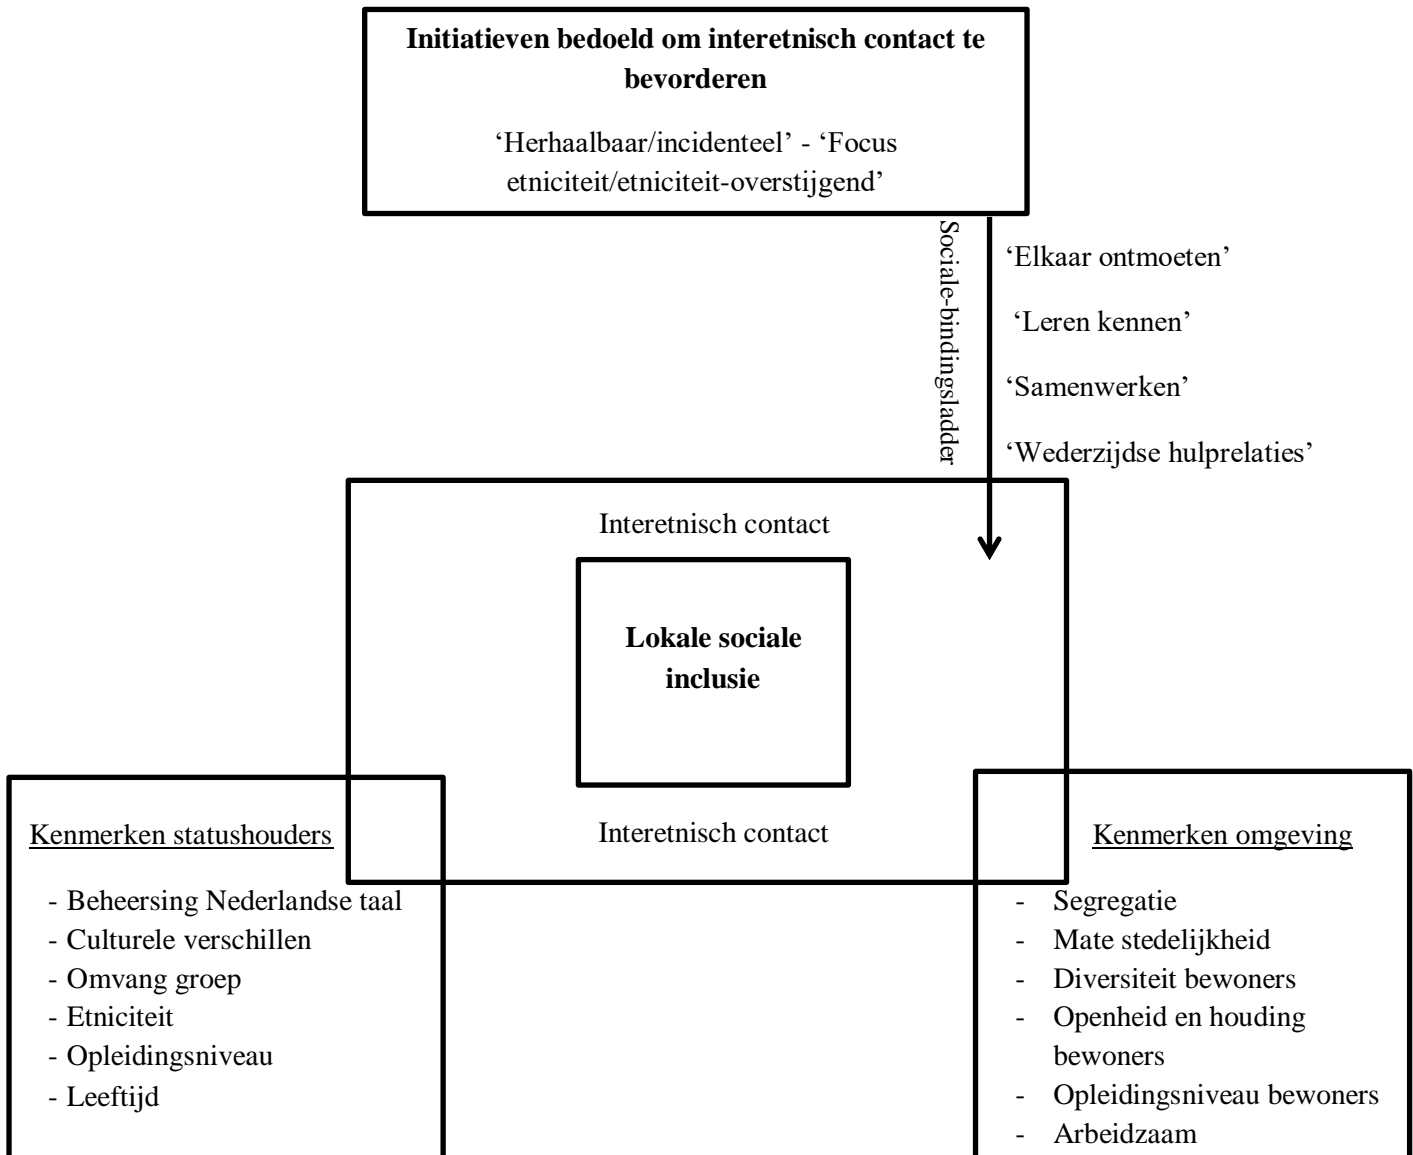 Initiatieven bedoeld om interetnisch contact te
bevorderen
‘Herhaalbaar/incidenteel’ - ‘Focus
etniciteit/etniciteit-overstijgend’
Sociale-bindingsladder
‘Elkaar ontmoeten’
‘Leren kennen’
‘Samenwerken’
‘Wederzijdse hulprelaties’
Interetnisch contact
Lokale sociale
inclusie
Interetnisch contact
Kenmerken statushouders
- Beheersing Nederlandse taal
- Culturele verschillen
- Omvang groep
- Etniciteit
- Opleidingsniveau
- Leeftijd
Kenmerken omgeving
- Segregatie
- Mate stedelijkheid
- Diversiteit bewoners
- Openheid en houding
bewoners
- Opleidingsniveau bewoners
- Arbeidzaam